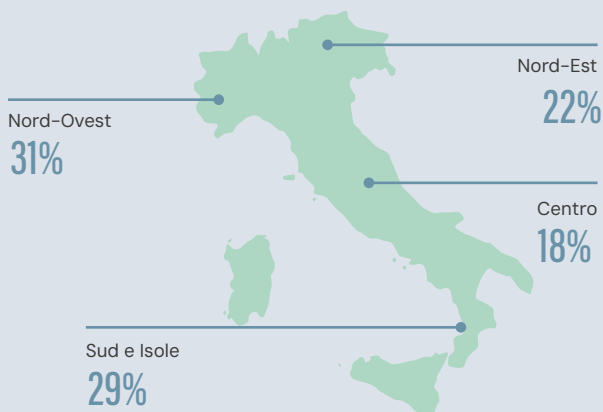 Nord-Est
22%
Nord-Ovest
31%
Centro
18%
Sud e Isole
29%